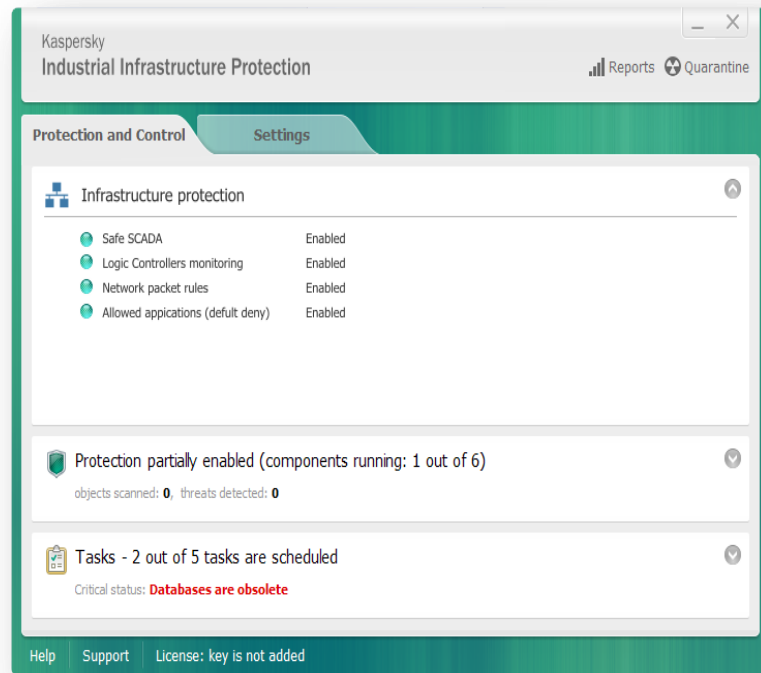 Kaspersky
Industrial Infrastructure Protection
Reports Quarantine
Protection and Control Settings
Infrastructure protection
Safe SCADA Enabled
Logic Controllers monitoring Enabled
Network packet rules Enabled
Allowed appications (defult deny) Enabled
Protection partially enabled (components running: 1 out of 6)
objects scanned: 0, threats detected: 0
Tasks - 2 out of 5 tasks are scheduled
Critical status: Databases are obsolete
Help Support License: key is not added